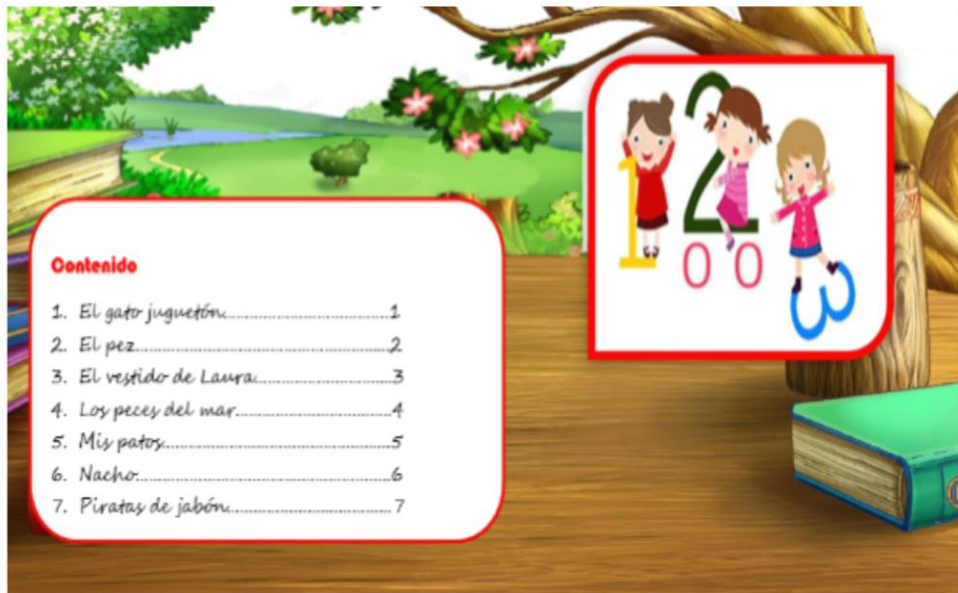 Contenido
1. El gato juguetón.......................................1
2. El pez.......................................2
3. El vestido de Laura.......................................3
4. Los peces del mar.......................................4
5. Mis patos.......................................5
6. Nacho.......................................6
7. Piratas de jabón.......................................7
1 2
0 0
3